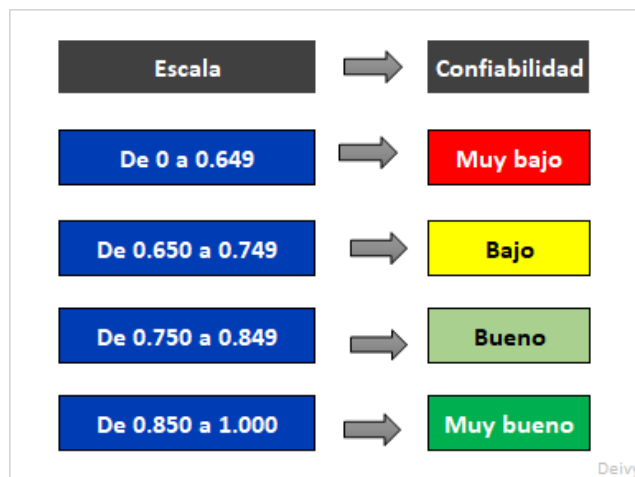 Escala
Confiabilidad
De 0 a 0.649
Muy bajo
De 0.650 a 0.749
Bajo
De 0.750 a 0.849
Bueno
De 0.850 a 1.000
Muy bueno